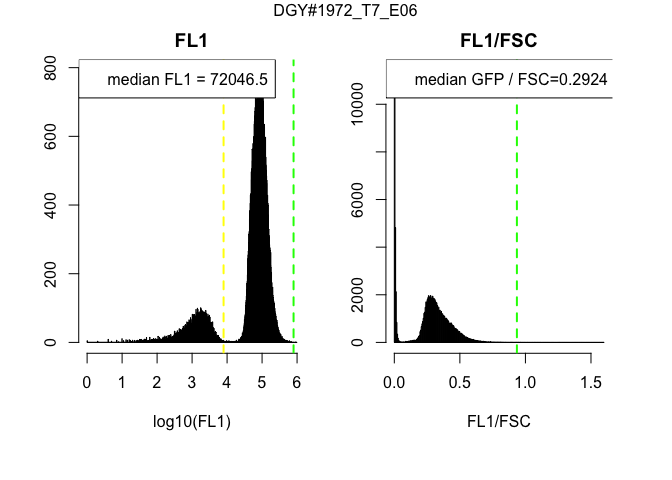 DGY#1972_T7_E06
FL1
median FL1 = 72046.5
800
600
400
200
0
0 1 2 3 4 5 6
log10(FL1)
FL1/FSC
median GFP / FSC=0.2924
10000
6000
2000
0
0.0 0.5 1.0 1.5
FL1/FSC